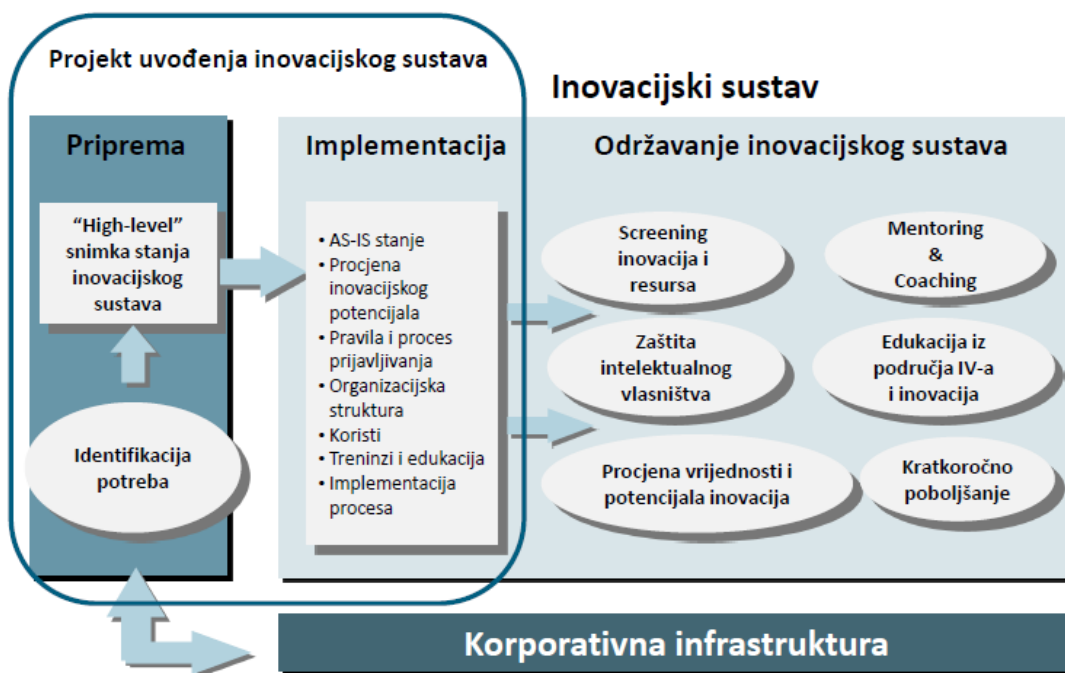 Projekt uvođenja inovacijskog sustava
Inovacijski sustav
Priprema
“High-level”
snimka stanja
inovacijskog
sustava
Identifikacija
potreba
Implementacija
• AS-IS stanje
• Procjena
inovacijskog
potencijala
• Pravila i proces
prijavljivanja
• Organizacijska
struktura
• Koristi
• Treninzi i edukacija
• Implementacija
procesa
Održavanje inovacijskog sustava
Screening
inovacija i
resursa
Mentoring
&
Coaching
Zaštita
intelektualnog
vlasništva
Edukacija iz
područja IV-a
i inovacija
Procjena vrijednosti i
potencijala inovacija
Kratkoročno
poboljšanje
Korporativna infrastruktura